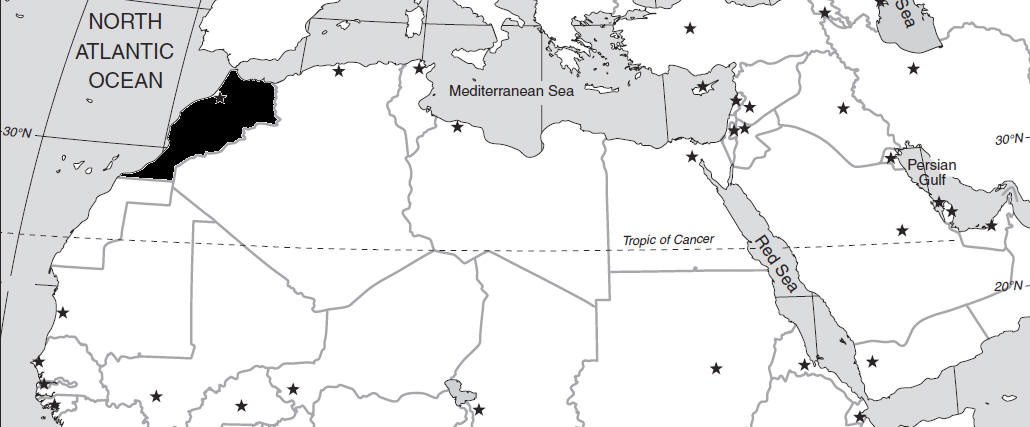 NORTH
ATLANTIC
OCEAN
Sea
Mediterranean Sea
30°N
30°N
Persian
Gulf
Tropic of Cancer
Red Sea
20°N